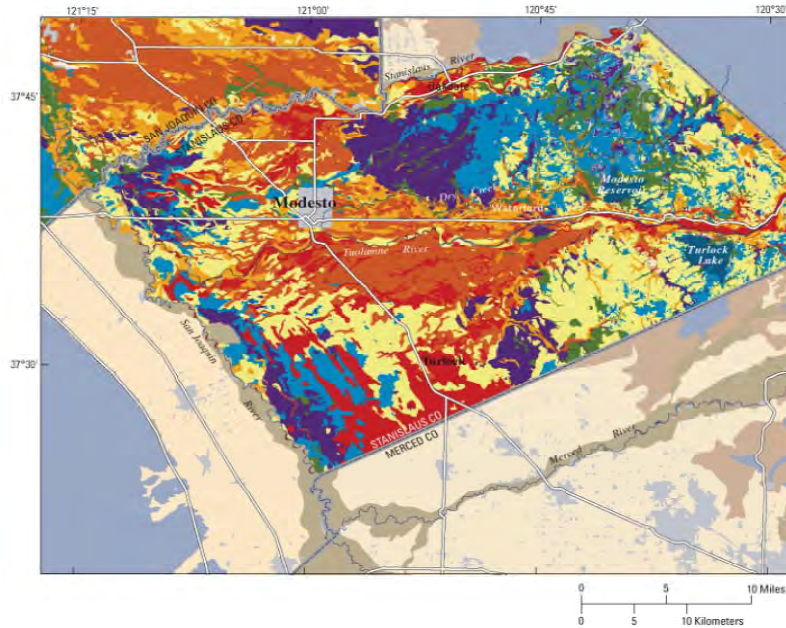 121°15'
121°00'
120°45'
120°30'
Stanislaus River
Oakdale
37°45'
SAN JOAQUIN CO
STANISLAUS CO
Modesto Reservoir
Dry Creek
Modesto
Waterford
Tuolumne River
Turlock Lake
San Joaquin River
37°30'
Turlock
STANISLAUS CO
MERCED CO
Merced River
0 5 10 Miles
0 5 10 Kilometers